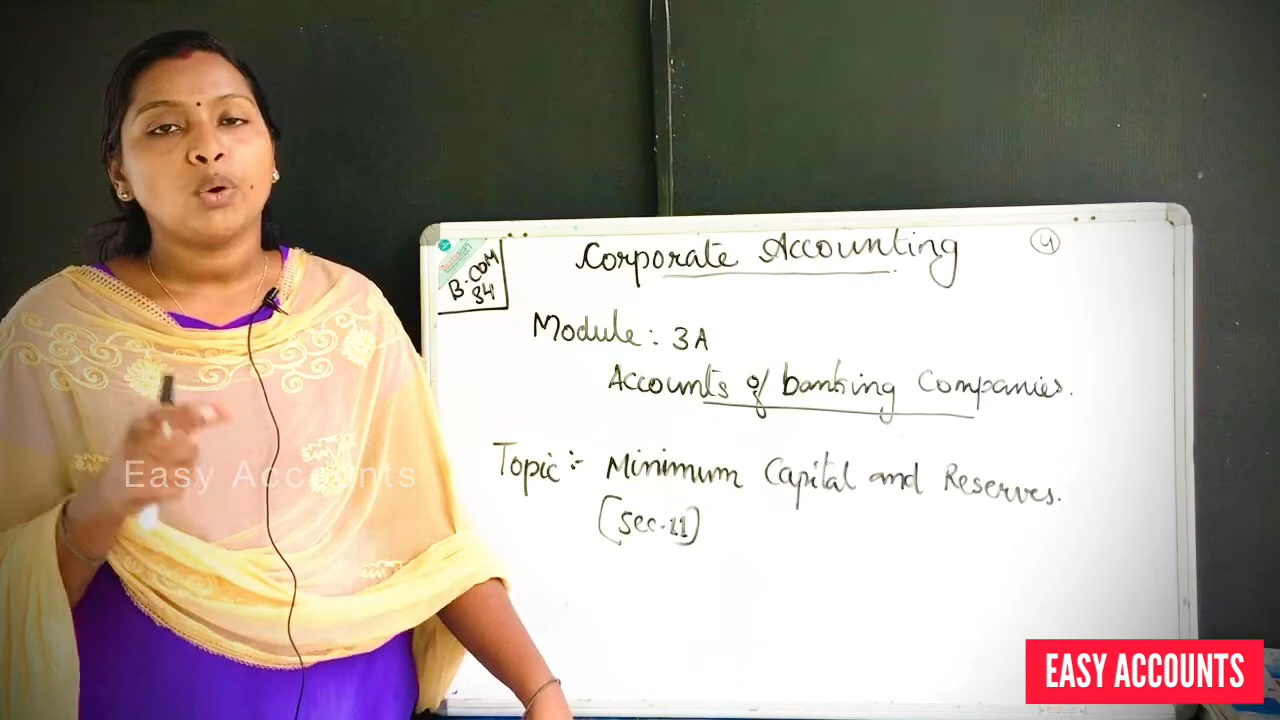 Corporate Accounting
4
B.COM
S4
Module : 3A
Accounts of banking Companies.
Topic :- Minimum Capital and Reserves.
[Sec-11]
Easy Accounts
EASY ACCOUNTS